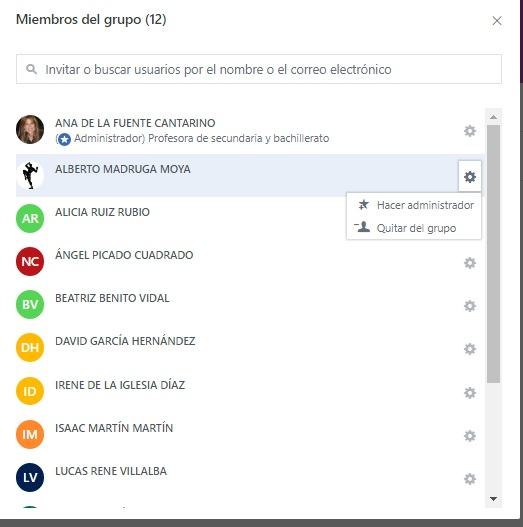 Miembros del grupo (12)
Invitar o buscar usuarios por el nombre o el correo electrónico
ANA DE LA FUENTE CANTARINO
(Administrador) Profesora de secundaria y bachillerato
ALBERTO MADRUGA MOYA
Hacer administrador
Quitar del grupo
AR ALICIA RUIZ RUBIO
NC ÁNGEL PICADO CUADRADO
BV BEATRIZ BENITO VIDAL
DH DAVID GARCÍA HERNÁNDEZ
ID IRENE DE LA IGLESIA DÍAZ
IM ISAAC MARTÍN MARTÍN
LV LUCAS RENE VILLALBA